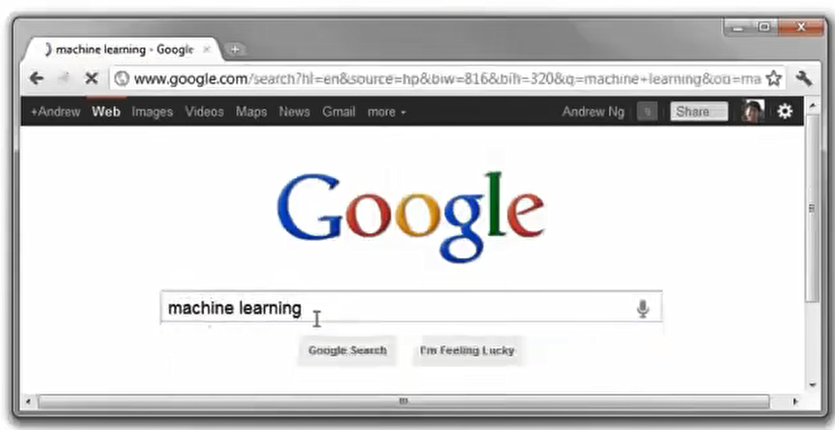 machine learning - Google
www.google.com/search?hl=en&source=hp&biw=816&bih=320&q=machine+learning&oq=ma
+Andrew Web Images Videos Maps News Gmail more Andrew Ng Share
Google
machine learning
Google Search I'm Feeling Lucky